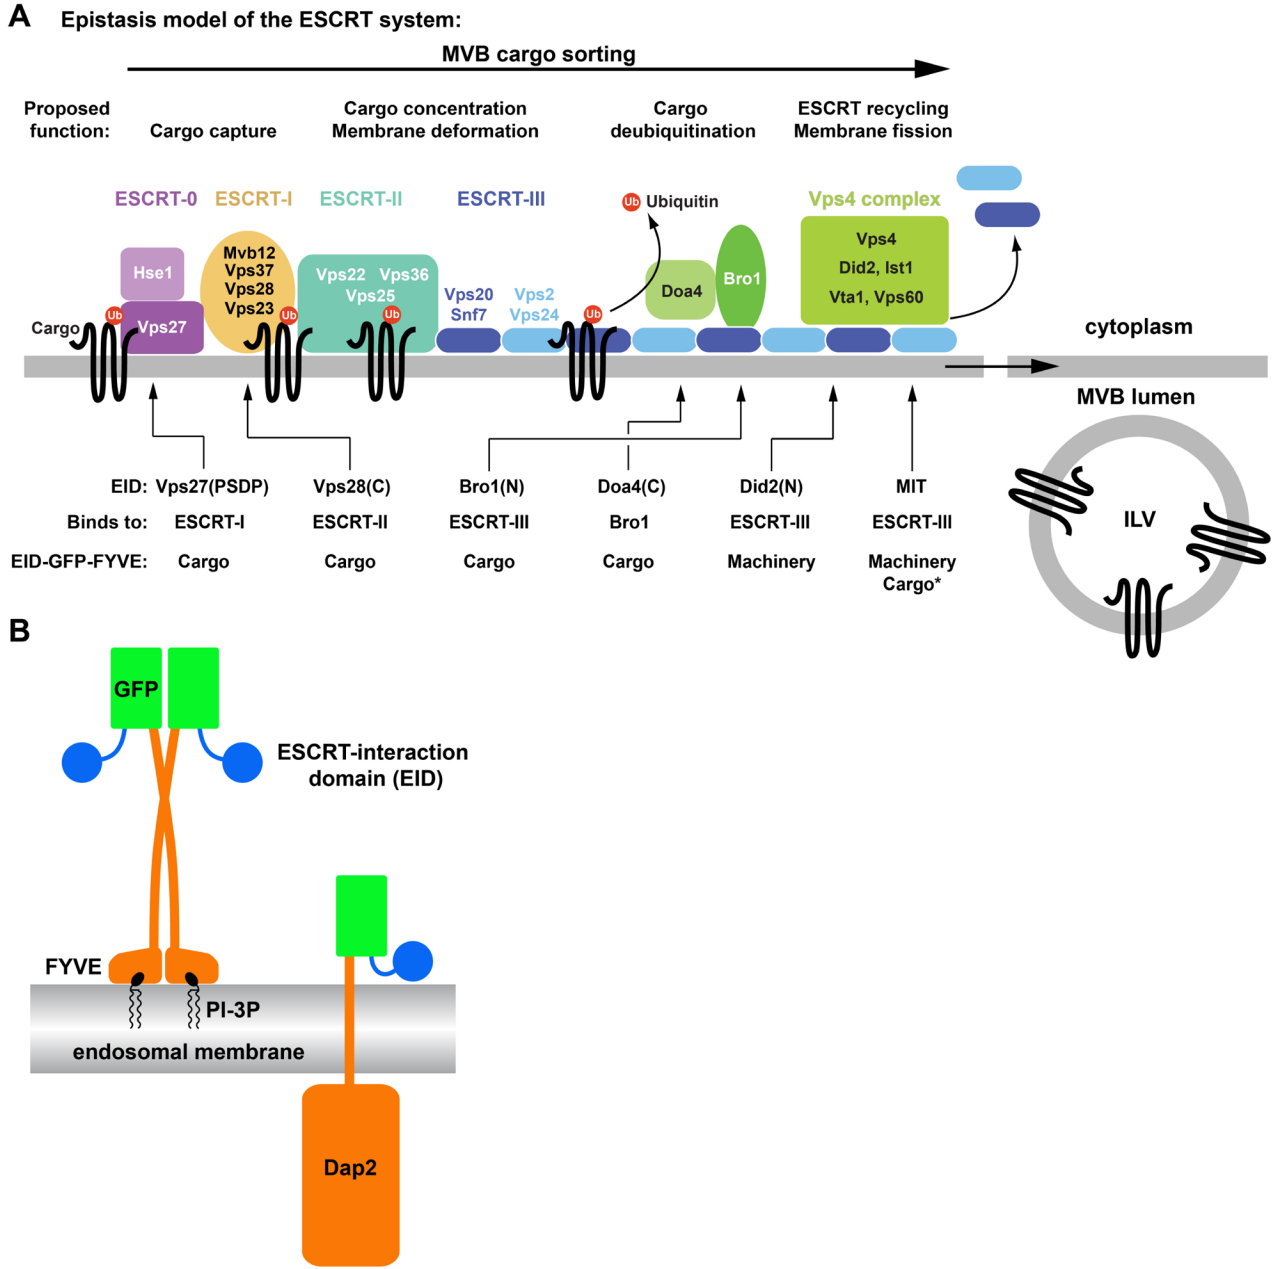 A
Epistasis model of the ESCRT system:
MVB cargo sorting
Proposed function:
Cargo capture
Cargo concentration
Membrane deformation
Cargo
deubiquitination
ESCRT recycling
Membrane fission
ESCRT-0
ESCRT-I
ESCRT-II
ESCRT-III
Ub Ubiquitin
Vps4 complex
Hse1
Vps27
Mvb12
Vps37
Vps28
Vps23
Vps22 Vps36
Vps25
Vps20
Snf7
Vps2
Vps24
Doa4
Bro1
Vps4
Did2, Ist1
Vta1, Vps60
Cargo
Ub
Ub
Ub
Ub
cytoplasm
MVB lumen
ILV
EID: Vps27(PSDP) Vps28(C) Bro1(N) Doa4(C) Did2(N) MIT
Binds to: ESCRT-I ESCRT-II ESCRT-III Bro1 ESCRT-III ESCRT-III
EID-GFP-FYVE: Cargo Cargo Cargo Cargo Machinery Machinery
Cargo*
B
GFP
ESCRT-interaction
domain (EID)
FYVE
PI-3P
endosomal membrane
Dap2